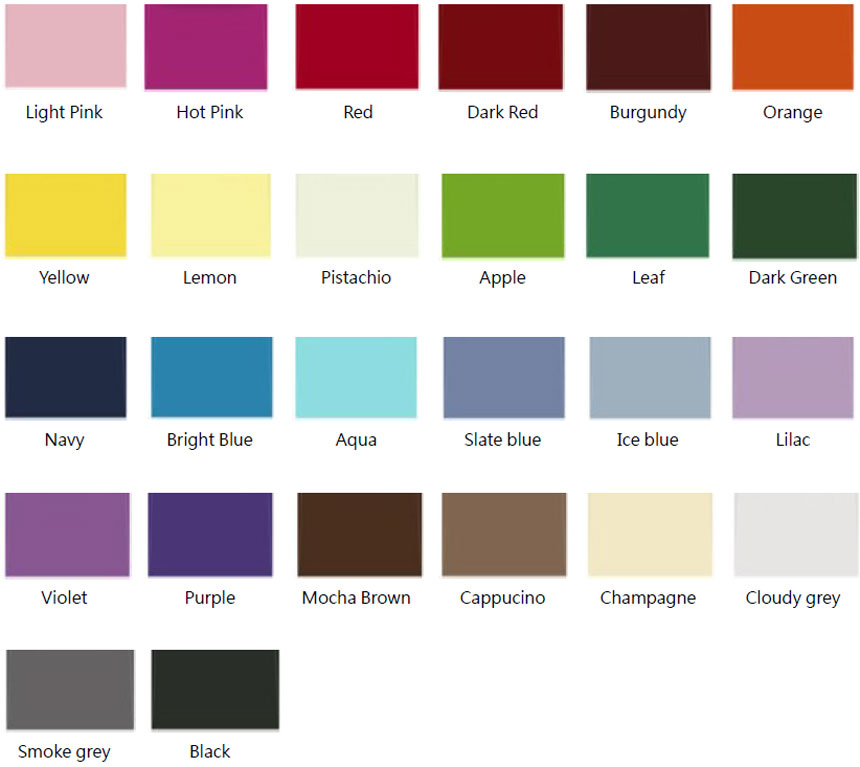 Light Pink
Hot Pink
Red
Dark Red
Burgundy
Orange
Yellow
Lemon
Pistachio
Apple
Leaf
Dark Green
Navy
Bright Blue
Aqua
Slate blue
Ice blue
Lilac
Violet
Purple
Mocha Brown
Cappucino
Champagne
Cloudy grey
Smoke grey
Black